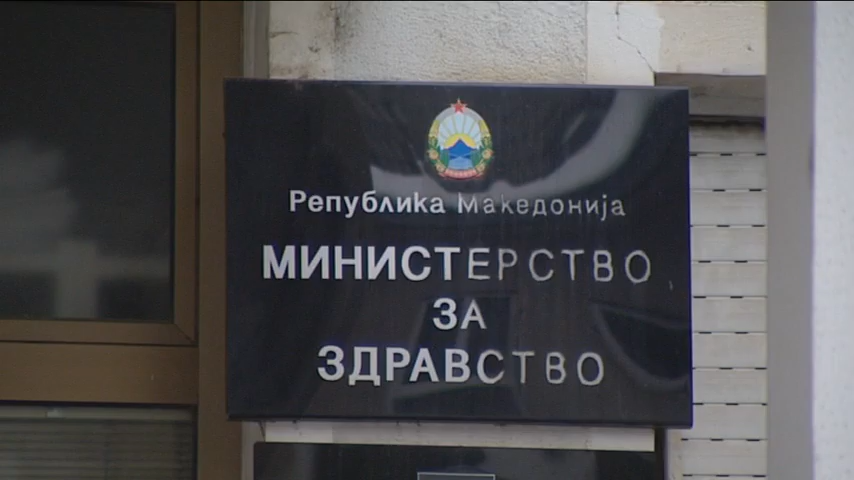 Република Македонија
МИНИСТЕРСТВО
ЗА
ЗДРАВСТВО